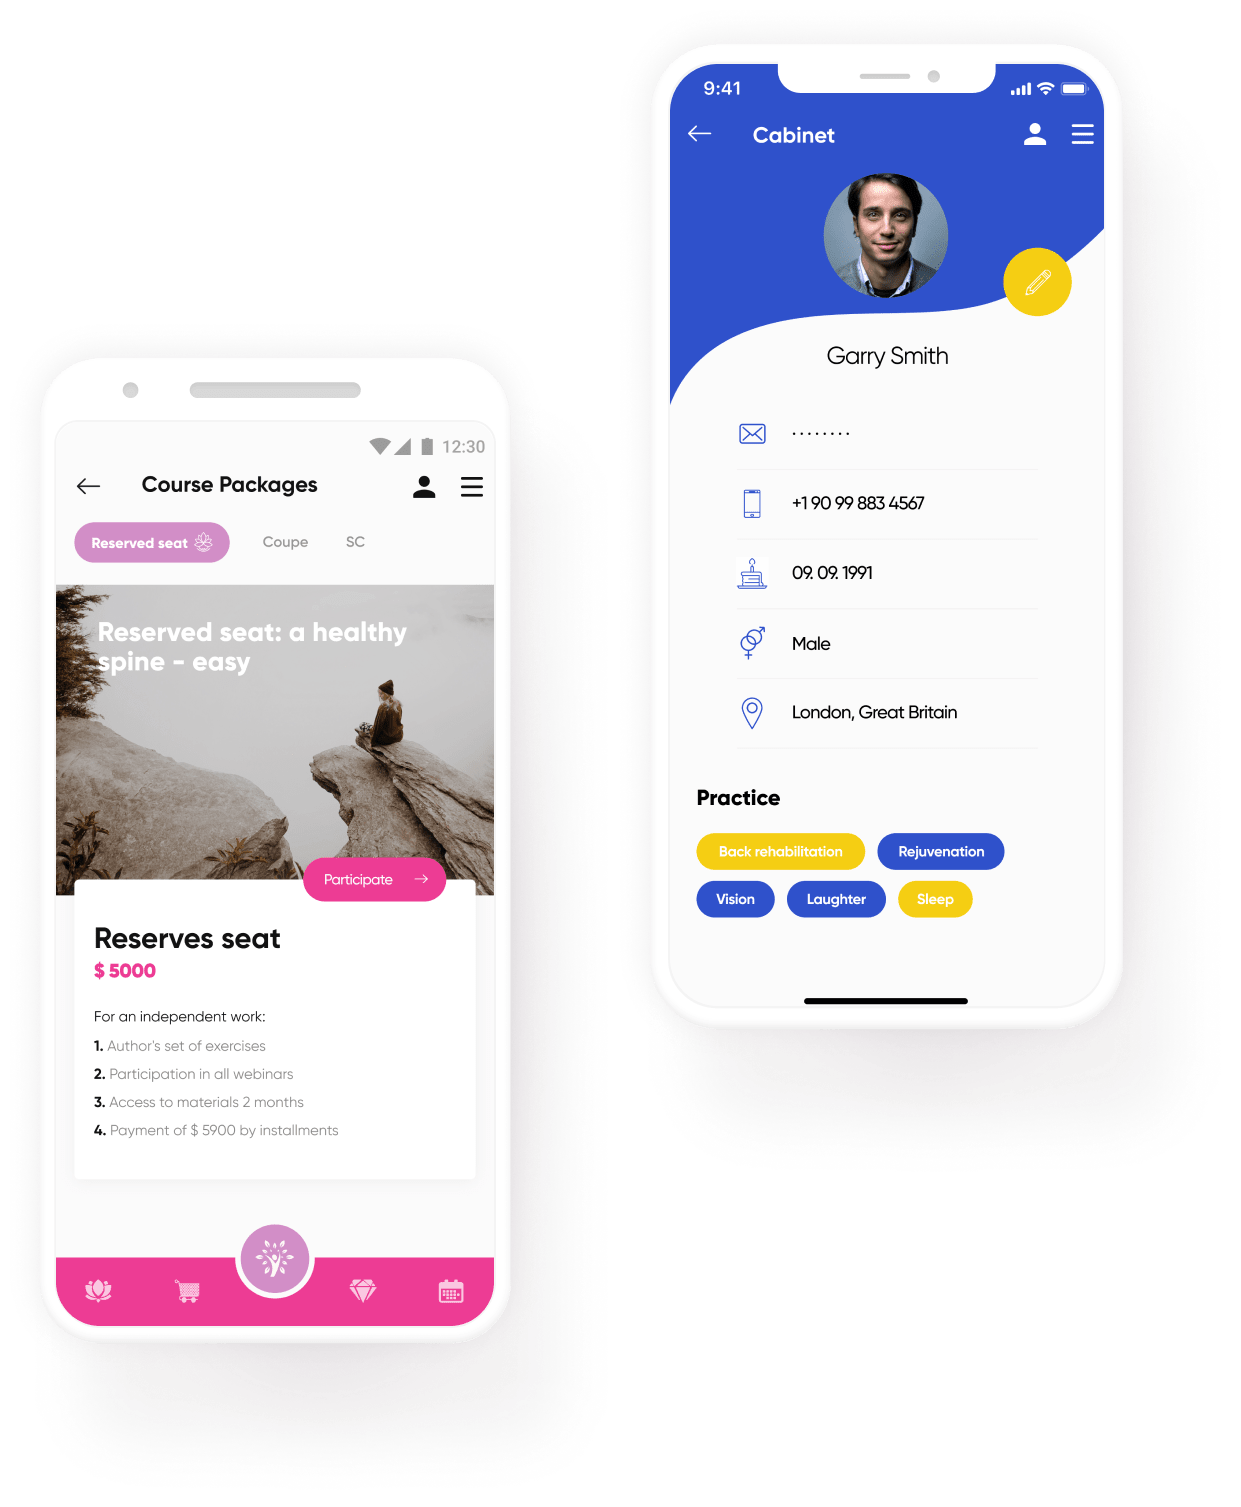 9:41
Cabinet
Garry Smith
........
+1 90 99 883 4567
09. 09. 1991
Male
London, Great Britain
Practice
Back rehabilitation
Rejuvenation
Vision
Laughter
Sleep
12:30
Course Packages
Reserved seat
Coupe
SC
Reserved seat: a healthy
spine - easy
Participate
Reserves seat
$ 5000
For an independent work:
1. Author's set of exercises
2. Participation in all webinars
3. Access to materials 2 months
4. Payment of $ 5900 by installments